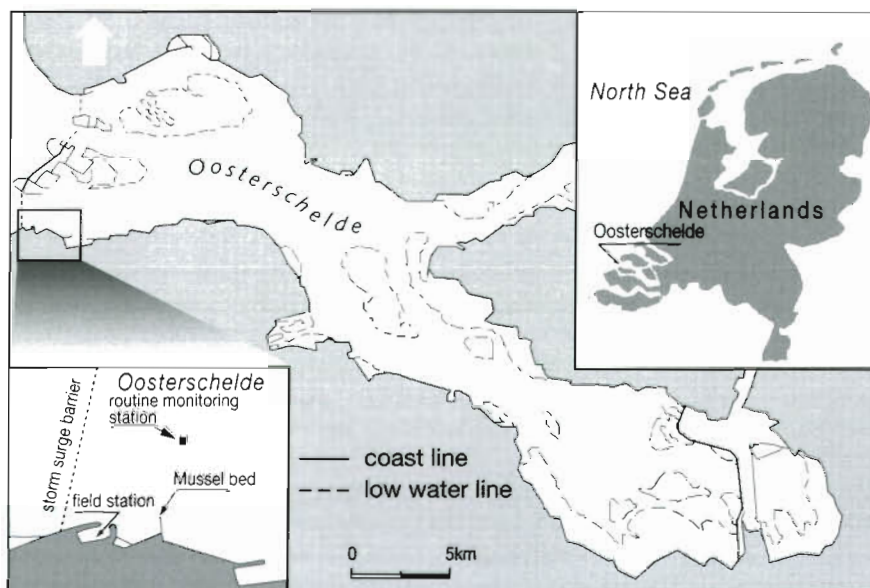 Oosterschelde
North Sea
Netherlands
Oosterschelde
Oosterschelde
routine monitoring
station
storm surge barrier
Mussel bed
field station
coast line
low water line
0 5km